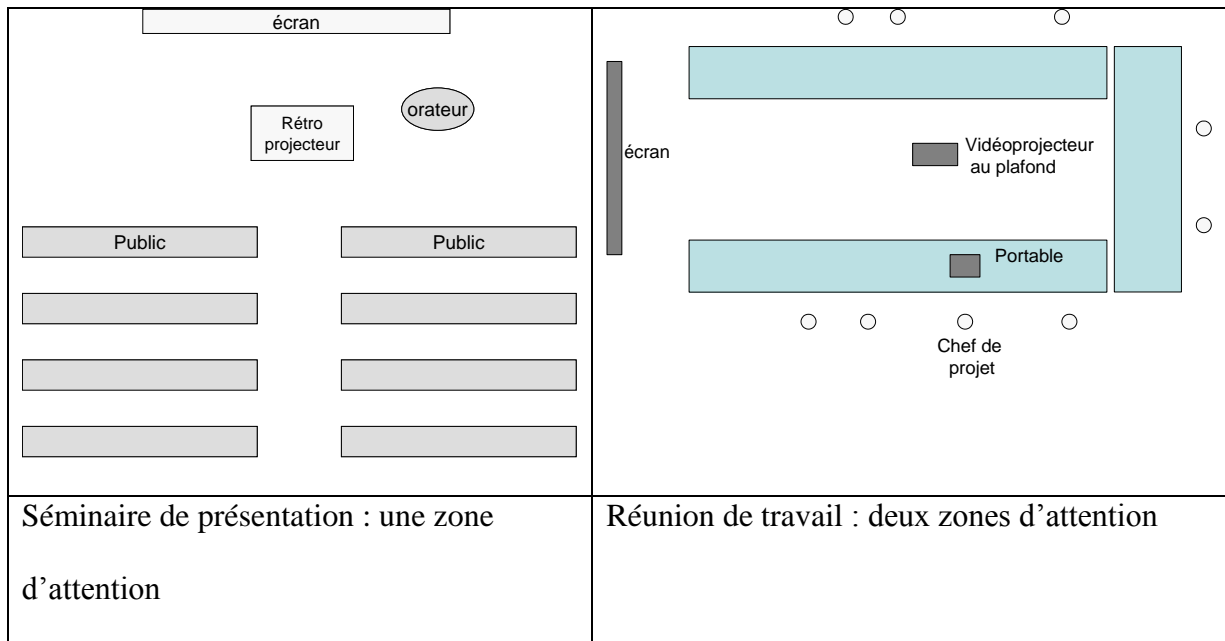 écran
orateur
Rétro
projecteur
Public
Public
écran
Vidéoprojecteur
au plafond
Portable
Chef de
projet
Séminaire de présentation : une zone
d’attention
Réunion de travail : deux zones d’attention